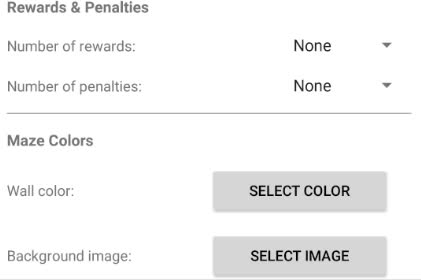 Rewards & Penalties
Number of rewards: None
Number of penalties: None
Maze Colors
Wall color: SELECT COLOR
Background image: SELECT IMAGE